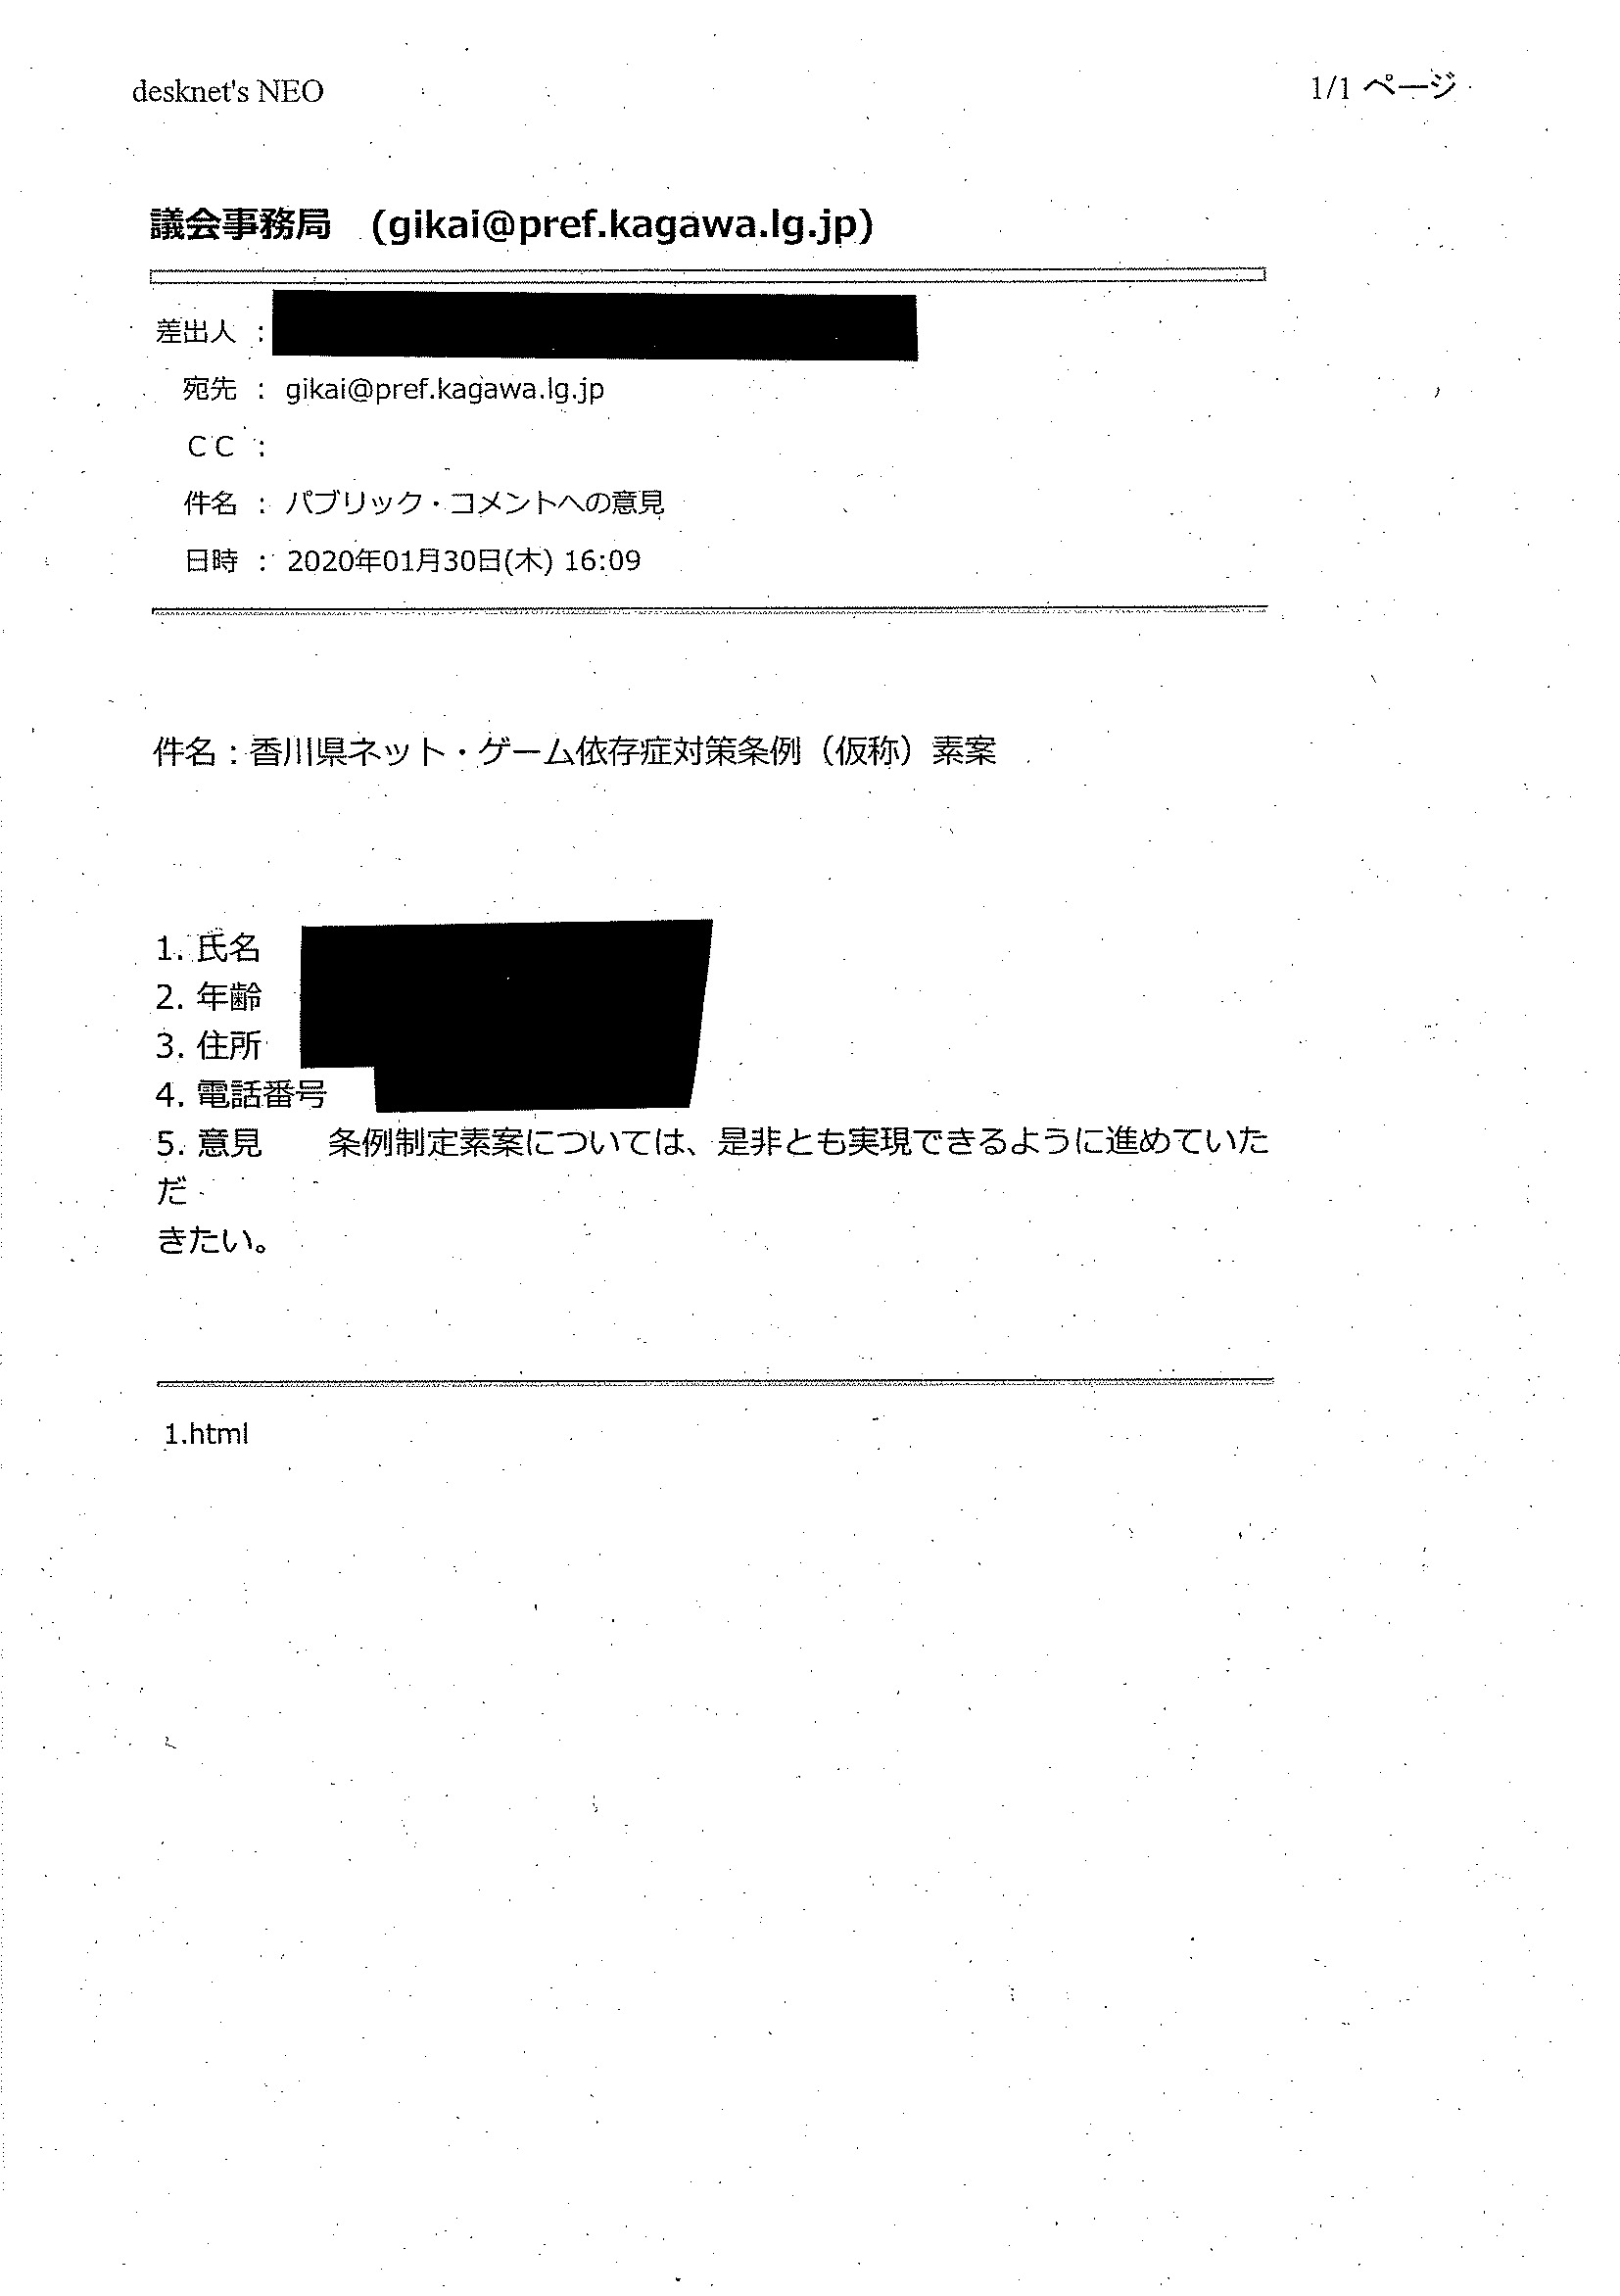 desknet's NEO
1/1 ページ
議会事務局 (gikai@pref.kagawa.lg.jp)
差出人 :
宛先 : gikai@pref.kagawa.lg.jp
ＣＣ :
件名 : パブリック・コメントへの意見
日時 : 2020年01月30日(木) 16:09
件名：香川県ネット・ゲーム依存症対策条例（仮称）素案
1. 氏名
2. 年齢
3. 住所
4. 電話番号
5. 意見　　条例制定素案については、是非とも実現できるように進めていた
だ
きたい。
1.html